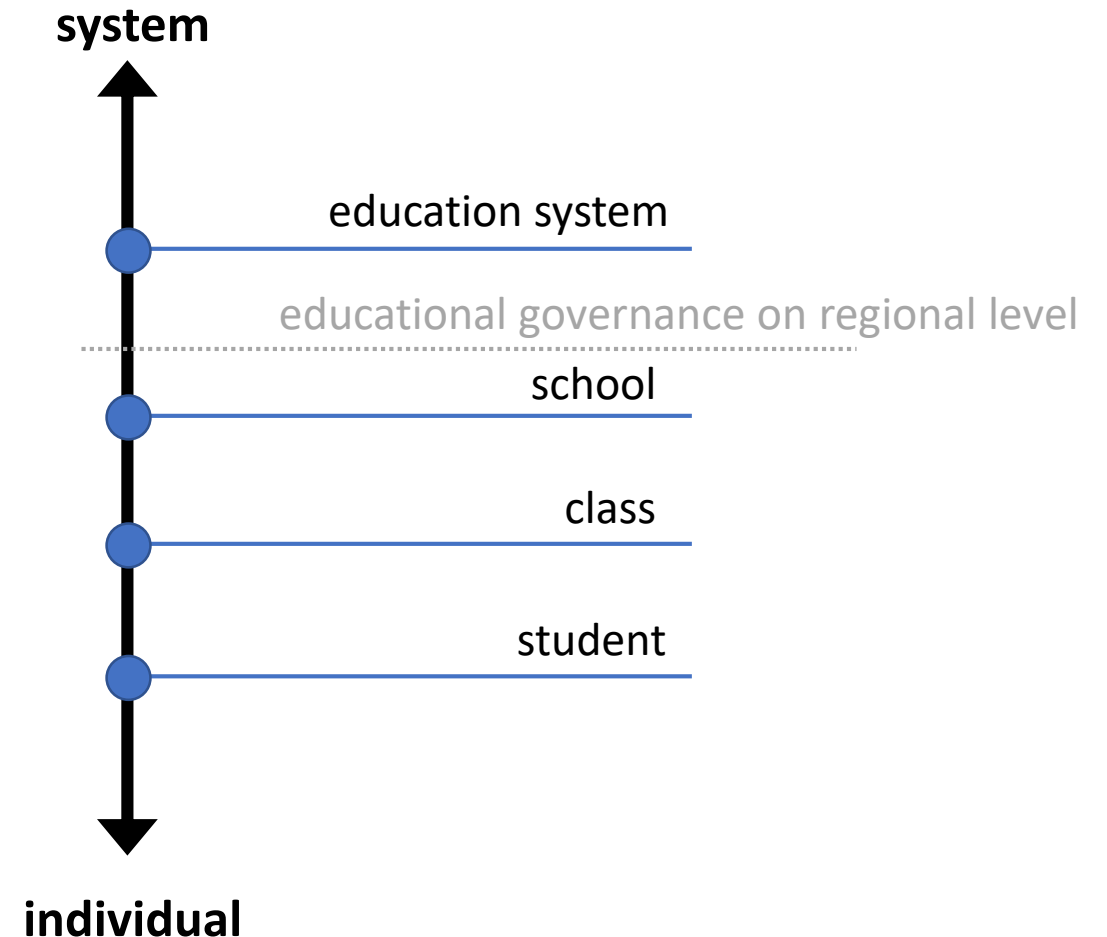 system
education system
educational governance on regional level
school
class
student
individual